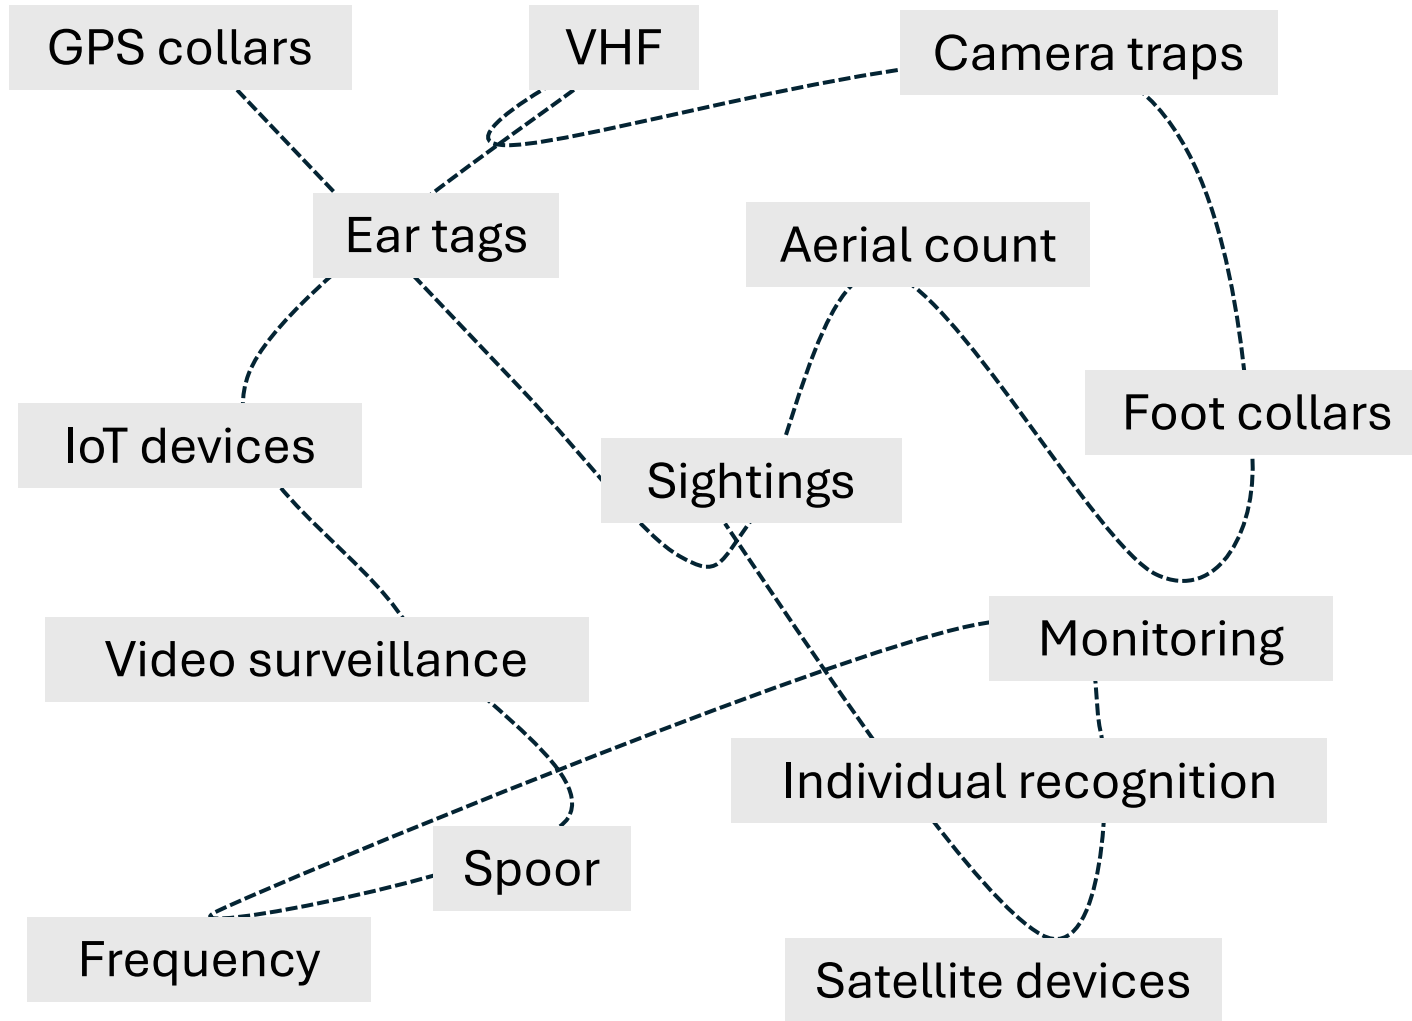 GPS collars
VHF
Camera traps
Ear tags
Aerial count
Foot collars
IoT devices
Sightings
Monitoring
Video surveillance
Individual recognition
Spoor
Frequency
Satellite devices